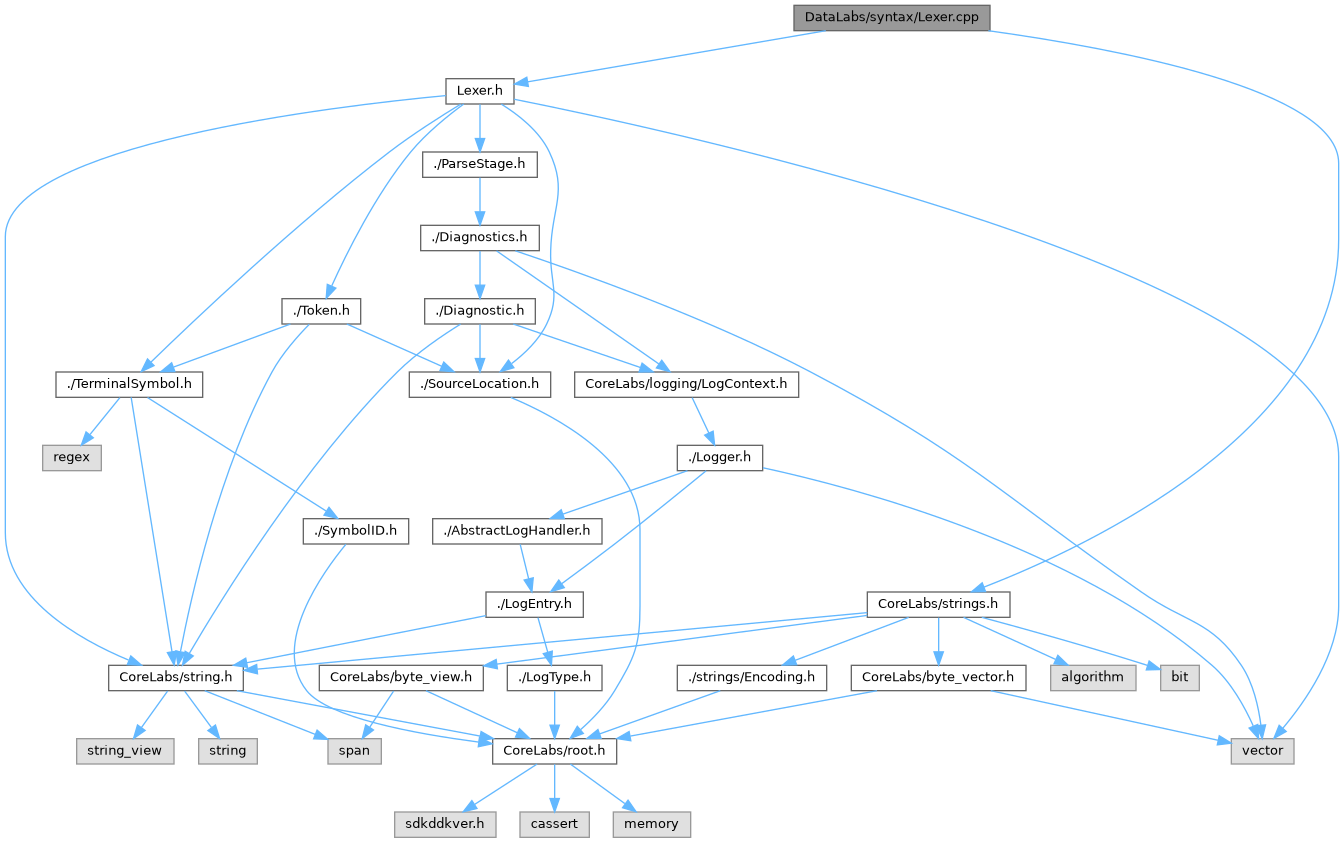 DataLabs/syntax/Lexer.cpp
Lexer.h
./ParseStage.h
./Diagnostics.h
./Token.h
./Diagnostic.h
./TerminalSymbol.h
./SourceLocation.h
CoreLabs/logging/LogContext.h
regex
./Logger.h
./SymbolID.h
./AbstractLogHandler.h
./LogEntry.h
CoreLabs/strings.h
CoreLabs/string.h
CoreLabs/byte_view.h
./LogType.h
./strings/Encoding.h
CoreLabs/byte_vector.h
algorithm
bit
string_view
string
span
CoreLabs/root.h
vector
sdkddkver.h
cassert
memory